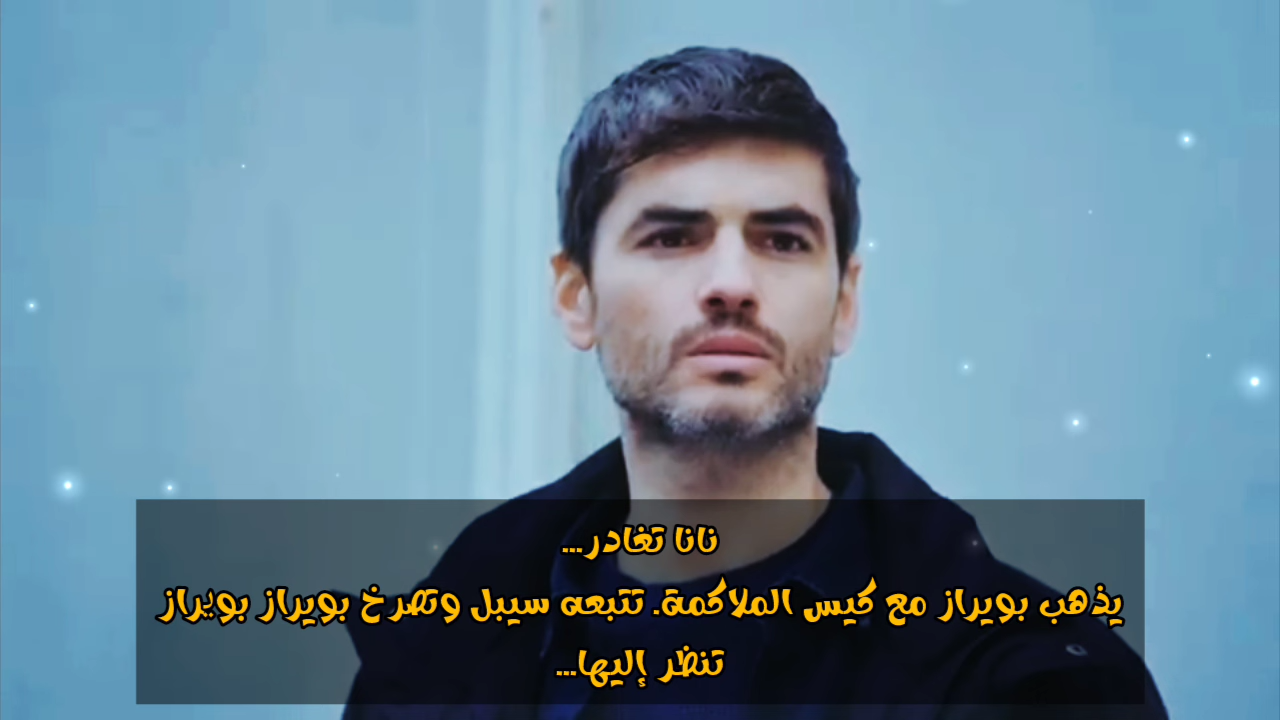 نانا تغادر...
يذهب بويراز مع كيس الملاكمة. تتبعه سيبل وتصرخ بويراز بويراز
تنظر إليها...